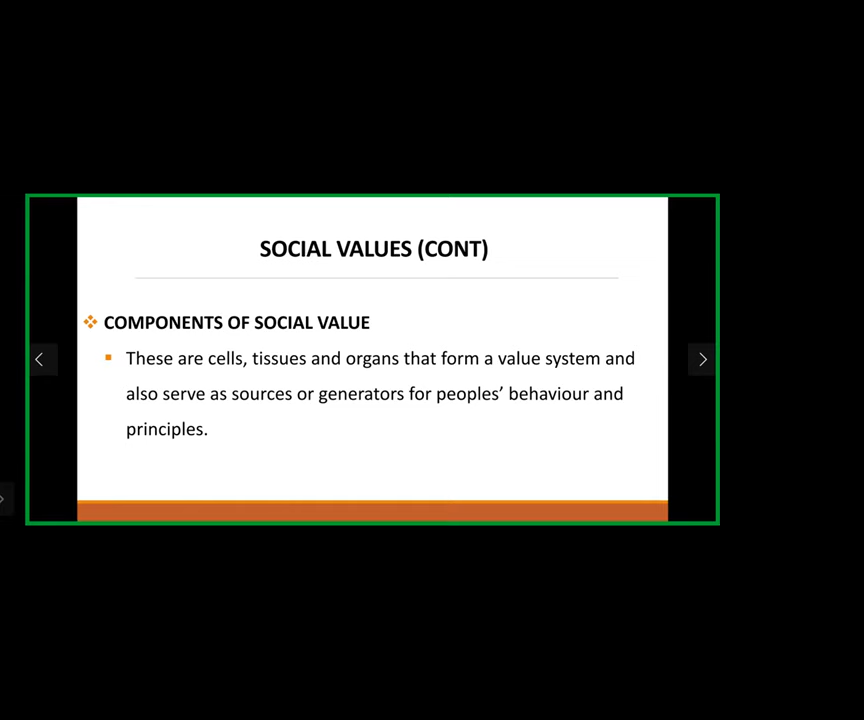 SOCIAL VALUES (CONT)
COMPONENTS OF SOCIAL VALUE
These are cells, tissues and organs that form a value system and
also serve as sources or generators for peoples’ behaviour and
principles.